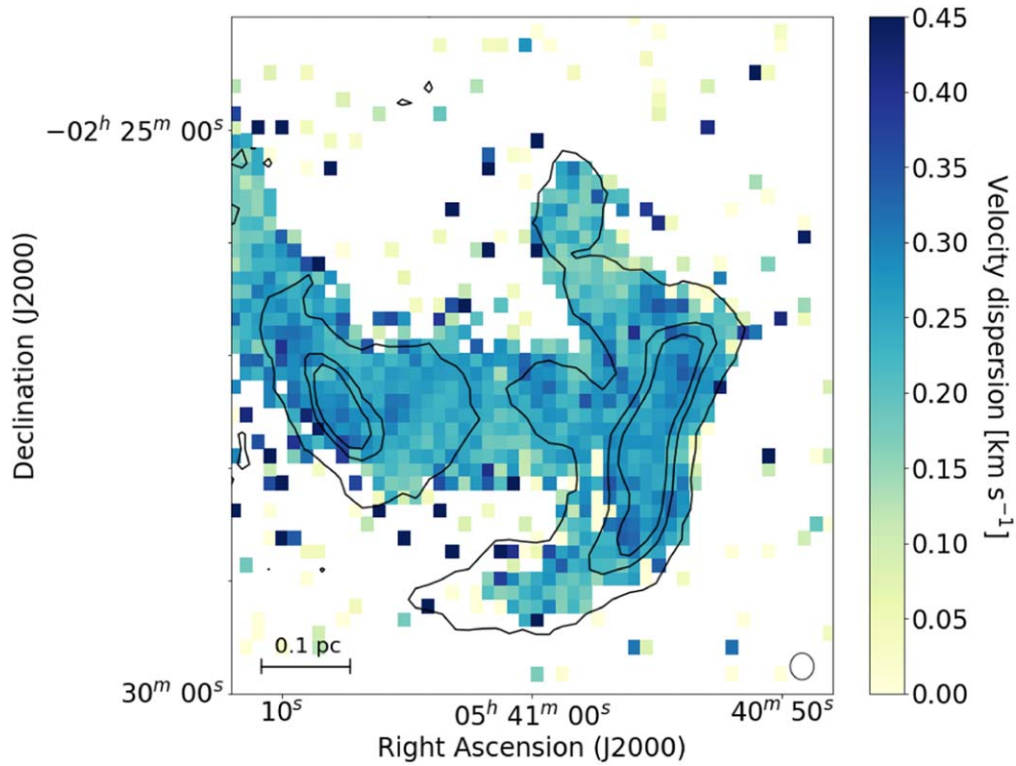 −02ʰ 25ᵐ 00ˢ
30ᵐ 00ˢ
Declination (J2000)
0.1 pc
10ˢ
05ʰ 41ᵐ 00ˢ
40ᵐ 50ˢ
Right Ascension (J2000)
0.45
0.40
0.35
0.30
0.25
0.20
0.15
0.10
0.05
0.00
Velocity dispersion [km s⁻¹]